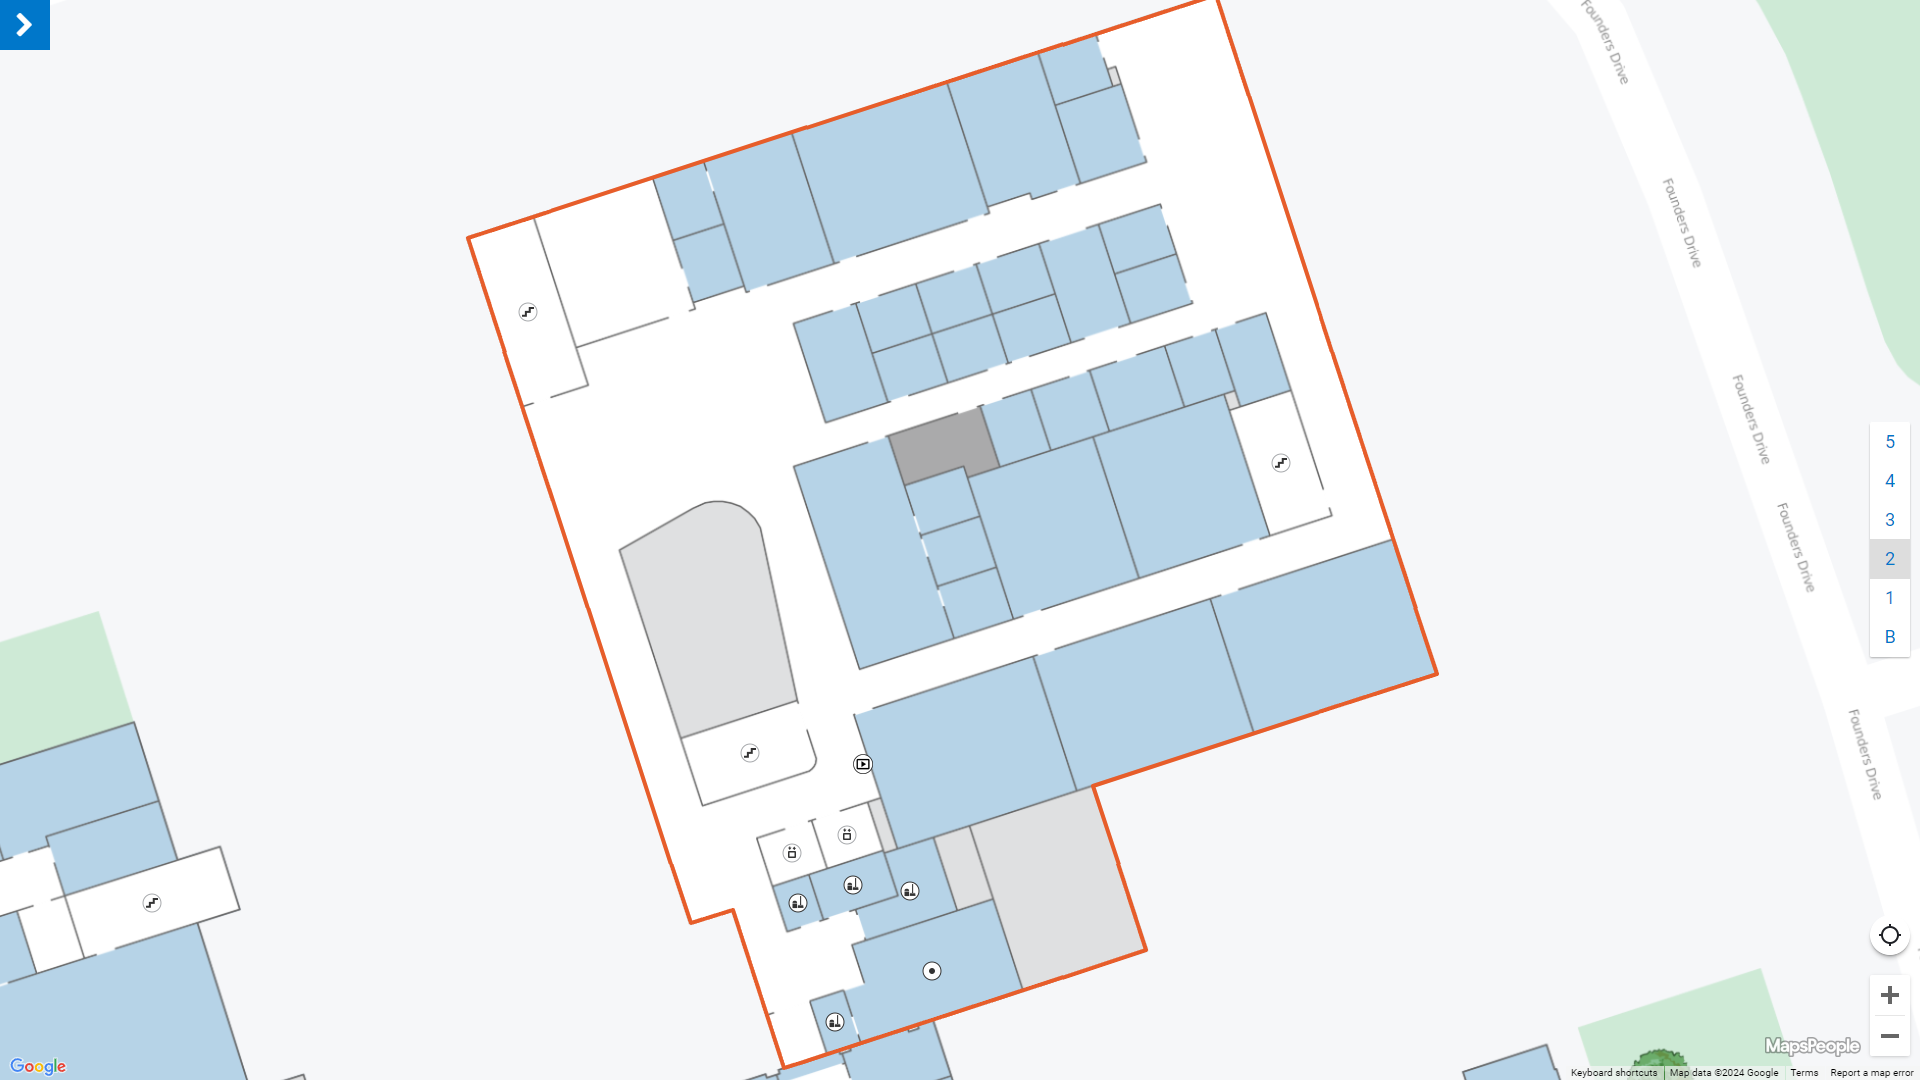 Founders Drive
Founders Drive
Founders Drive
Founders Drive
Founders Drive
5
4
3
2
1
B
MapsPeople
Google
Keyboard shortcuts
Map data ©2024 Google
Terms
Report a map error